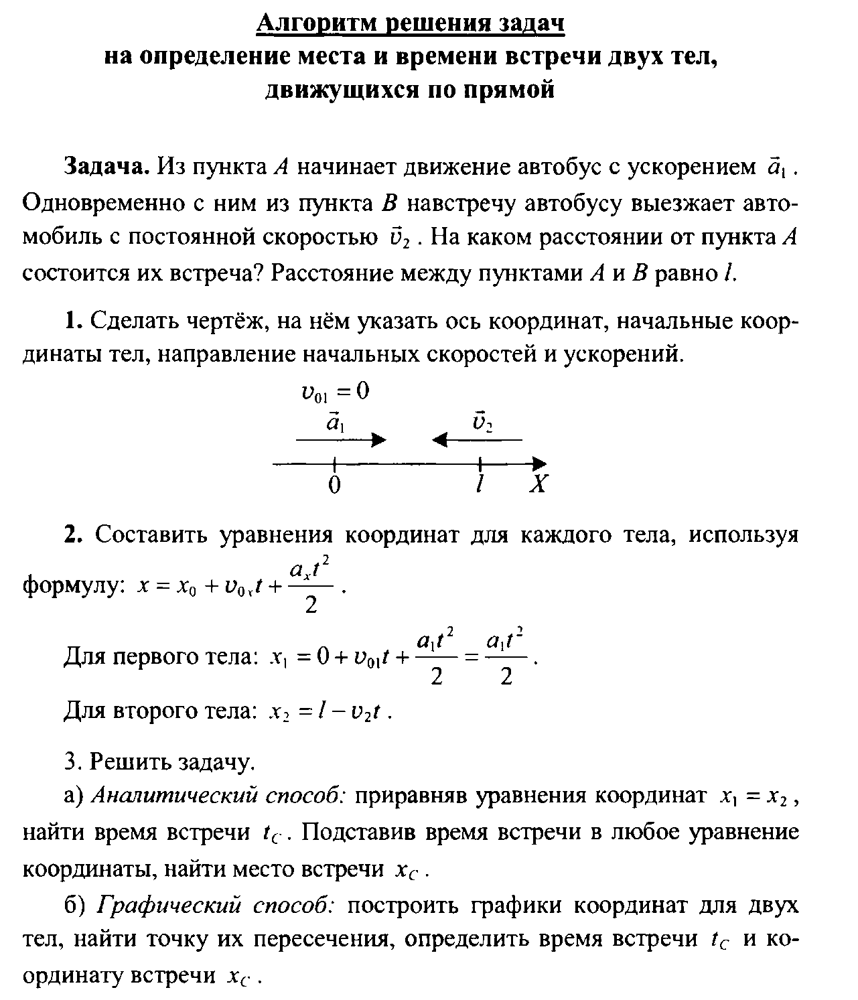 Алгоритм решения задач
на определение места и времени встречи двух тел,
движущихся по прямой
Задача. Из пункта A начинает движение автобус с ускорением a⃗₁ .
Одновременно с ним из пункта B навстречу автобусу выезжает авто-
мобиль с постоянной скоростью υ⃗₂ . На каком расстоянии от пункта A
состоится их встреча? Расстояние между пунктами A и B равно l.
1. Сделать чертёж, на нём указать ось координат, начальные коор-
динаты тел, направление начальных скоростей и ускорений.
υ₀₁ = 0
a⃗₁ υ⃗₂
0 l X
2. Составить уравнения координат для каждого тела, используя
формулу: x = x₀ + υ₀ₓt + aₓt²/2 .
Для первого тела: x₁ = 0 + υ₀₁t + a₁t²/2 = a₁t²/2 .
Для второго тела: x₂ = l – υ₂t .
3. Решить задачу.
а) Аналитический способ: приравняв уравнения координат x₁ = x₂ ,
найти время встречи t_C . Подставив время встречи в любое уравнение
координаты, найти место встречи x_C .
б) Графический способ: построить графики координат для двух
тел, найти точку их пересечения, определить время встречи t_C и ко-
ординату встречи x_C .